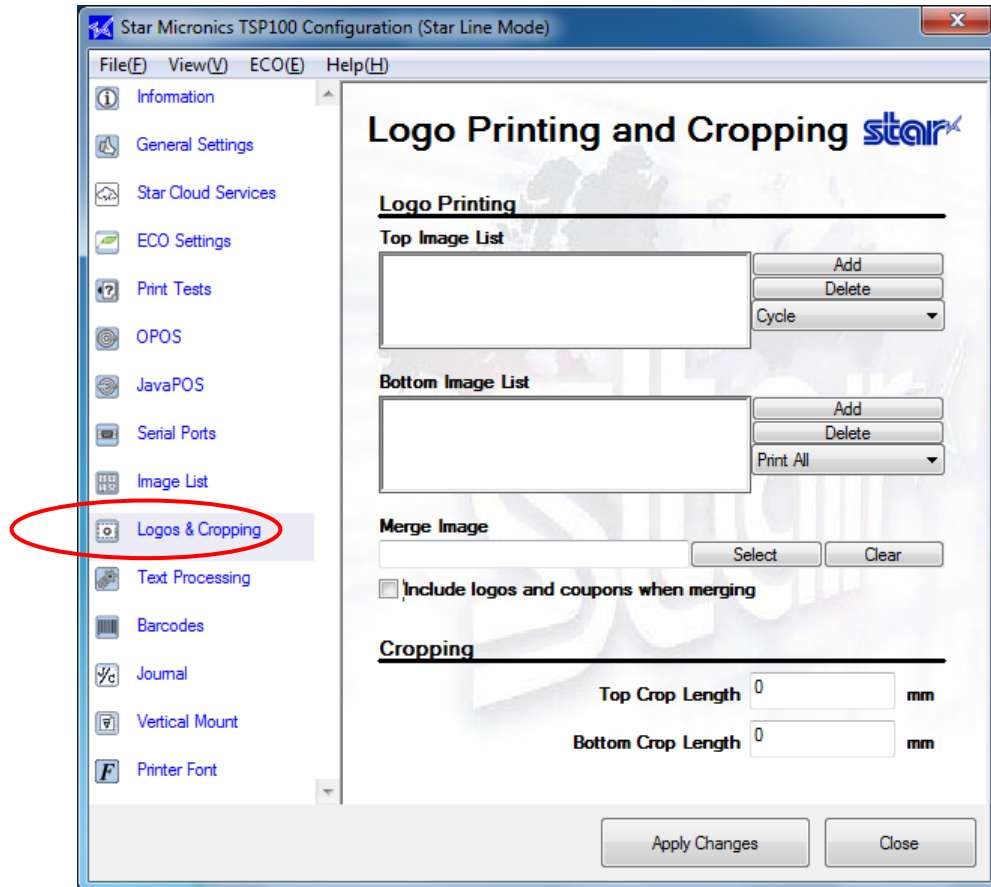 Star Micronics TSP100 Configuration (Star Line Mode)
File(F) View(V) ECO(E) Help(H)
Information
General Settings
Star Cloud Services
ECO Settings
Print Tests
OPOS
JavaPOS
Serial Ports
Image List
Logos & Cropping
Text Processing
Barcodes
Journal
Vertical Mount
Printer Font
Logo Printing and Cropping star
Logo Printing
Top Image List
Add
Delete
Cycle
Bottom Image List
Add
Delete
Print All
Merge Image
Select Clear
Include logos and coupons when merging
Cropping
Top Crop Length 0 mm
Bottom Crop Length 0 mm
Apply Changes Close